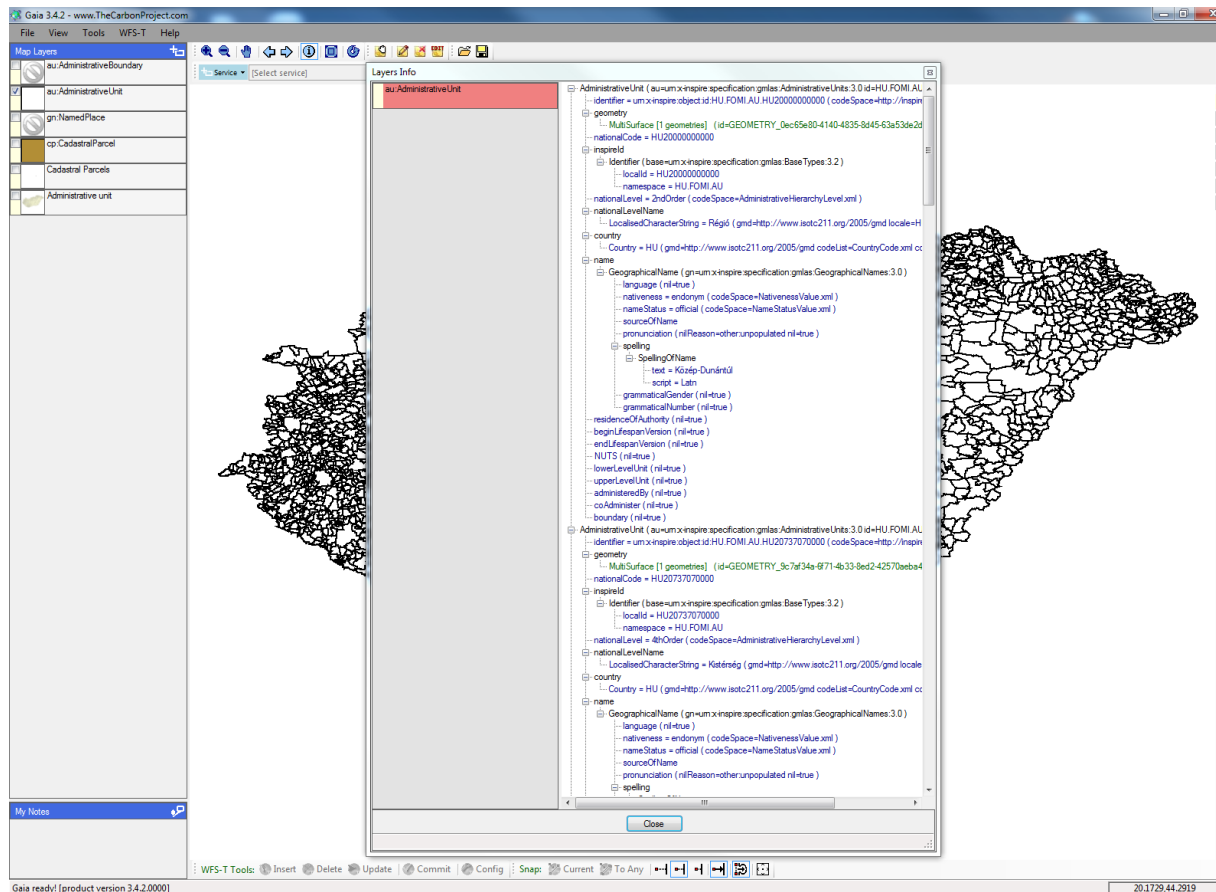 Gaia 3.4.2 - www.TheCarbonProject.com
File View Tools WFS-T Help
Map Layers
au:AdministrativeBoundary
au:AdministrativeUnit
gn:NamedPlace
cp:CadastralParcel
Cadastral Parcels
Administrative unit
Service [Select service]
Layers Info
au:AdministrativeUnit
AdministrativeUnit ( au=urn:x-inspire:specification:gmlas:AdministrativeUnits:3.0 id=HU.FOMI.AU
identifier = urn:x-inspire:object:id:HU.FOMI.AU.HU20000000000 ( codeSpace=http://inspire
geometry
MultiSurface [1 geometries] (id=GEOMETRY_0ec65e80-4140-4835-8d45-63a53de2d
nationalCode = HU20000000000
inspireId
Identifier ( base=urn:x-inspire:specification:gmlas:BaseTypes:3.2 )
localId = HU20000000000
namespace = HU.FOMI.AU
nationalLevel = 2ndOrder ( codeSpace=AdministrativeHierarchyLevel.xml )
nationalLevelName
LocalisedCharacterString = Régió ( gmd=http://www.isotc211.org/2005/gmd locale=H
country
Country = HU ( gmd=http://www.isotc211.org/2005/gmd codeList=CountryCode.xml co
name
GeographicalName ( gn=urn:x-inspire:specification:gmlas:GeographicalNames:3.0 )
language ( nil=true )
nativeness = endonym ( codeSpace=NativenessValue.xml )
nameStatus = official ( codeSpace=NameStatusValue.xml )
sourceOfName
pronunciation ( nilReason=other:unpopulated nil=true )
spelling
SpellingOfName
text = Közép-Dunántúl
script = Latn
grammaticalGender ( nil=true )
grammaticalNumber ( nil=true )
residenceOfAuthority ( nil=true )
beginLifespanVersion ( nil=true )
endLifespanVersion ( nil=true )
NUTS ( nil=true )
lowerLevelUnit ( nil=true )
upperLevelUnit ( nil=true )
administeredBy ( nil=true )
coAdminister ( nil=true )
boundary ( nil=true )
AdministrativeUnit ( au=urn:x-inspire:specification:gmlas:AdministrativeUnits:3.0 id=HU.FOMI.AU
identifier = urn:x-inspire:object:id:HU.FOMI.AU.HU20737070000 ( codeSpace=http://inspire
geometry
MultiSurface [1 geometries] (id=GEOMETRY_9c7af34a-6f71-4b33-8ed2-42570aeba4
nationalCode = HU20737070000
inspireId
Identifier ( base=urn:x-inspire:specification:gmlas:BaseTypes:3.2 )
localId = HU20737070000
namespace = HU.FOMI.AU
nationalLevel = 4thOrder ( codeSpace=AdministrativeHierarchyLevel.xml )
nationalLevelName
LocalisedCharacterString = Kistérség ( gmd=http://www.isotc211.org/2005/gmd locale
country
Country = HU ( gmd=http://www.isotc211.org/2005/gmd codeList=CountryCode.xml co
name
GeographicalName ( gn=urn:x-inspire:specification:gmlas:GeographicalNames:3.0 )
language ( nil=true )
nativeness = endonym ( codeSpace=NativenessValue.xml )
nameStatus = official ( codeSpace=NameStatusValue.xml )
sourceOfName
pronunciation ( nilReason=other:unpopulated nil=true )
spelling
Close
My Notes
WFS-T Tools: Insert Delete Update Commit Config Snap: Current To Any
Gaia ready! [product version 3.4.2.0000]
20.1729,44.2919